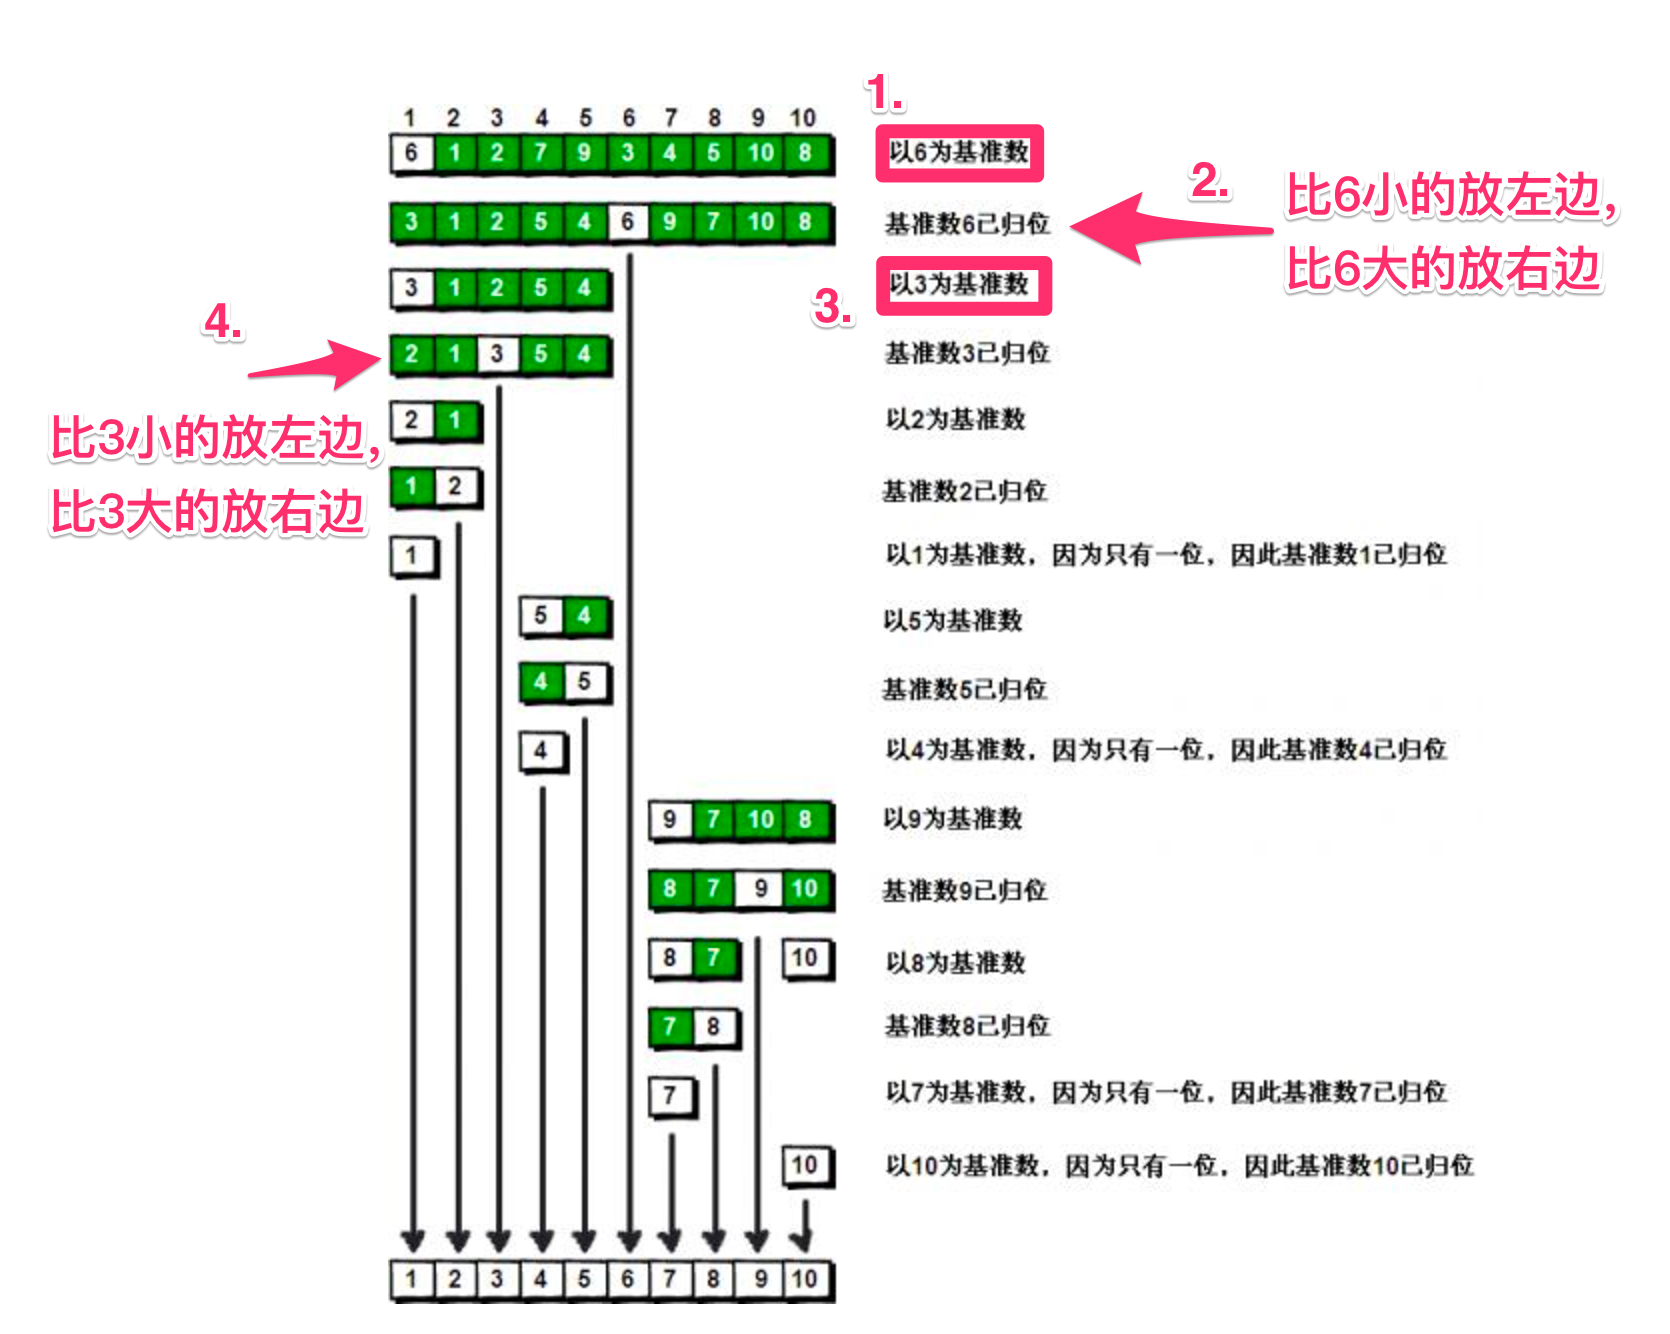 1.
1 2 3 4 5 6 7 8 9 10
6 1 2 7 9 3 4 5 10 8
以6为基准数
2.
比6小的放左边，
比6大的放右边
3 1 2 5 4 6 9 7 10 8
基准数6已归位
3 1 2 5 4
以3为基准数
3.
4.
2 1 3 5 4
基准数3已归位
比3小的放左边，
比3大的放右边
2 1
以2为基准数
1 2
基准数2已归位
1
以1为基准数，因为只有一位，因此基准数1已归位
5 4
以5为基准数
4 5
基准数5已归位
4
以4为基准数，因为只有一位，因此基准数4已归位
9 7 10 8
以9为基准数
8 7 9 10
基准数9已归位
8 7 10
以8为基准数
7 8
基准数8已归位
7
以7为基准数，因为只有一位，因此基准数7已归位
10
以10为基准数，因为只有一位，因此基准数10已归位
1 2 3 4 5 6 7 8 9 10